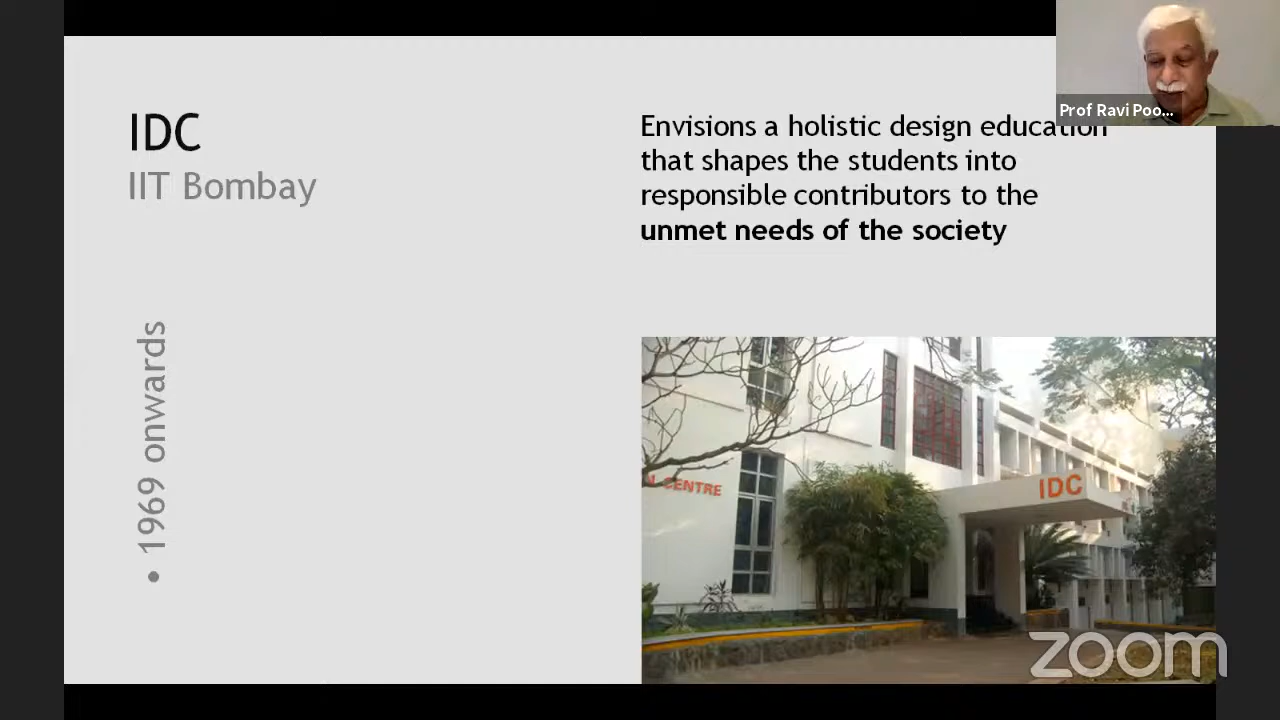 IDC
IIT Bombay
• 1969 onwards
Envisions a holistic design education
that shapes the students into
responsible contributors to the
unmet needs of the society
Prof Ravi Poo...
CENTRE
IDC
zoom